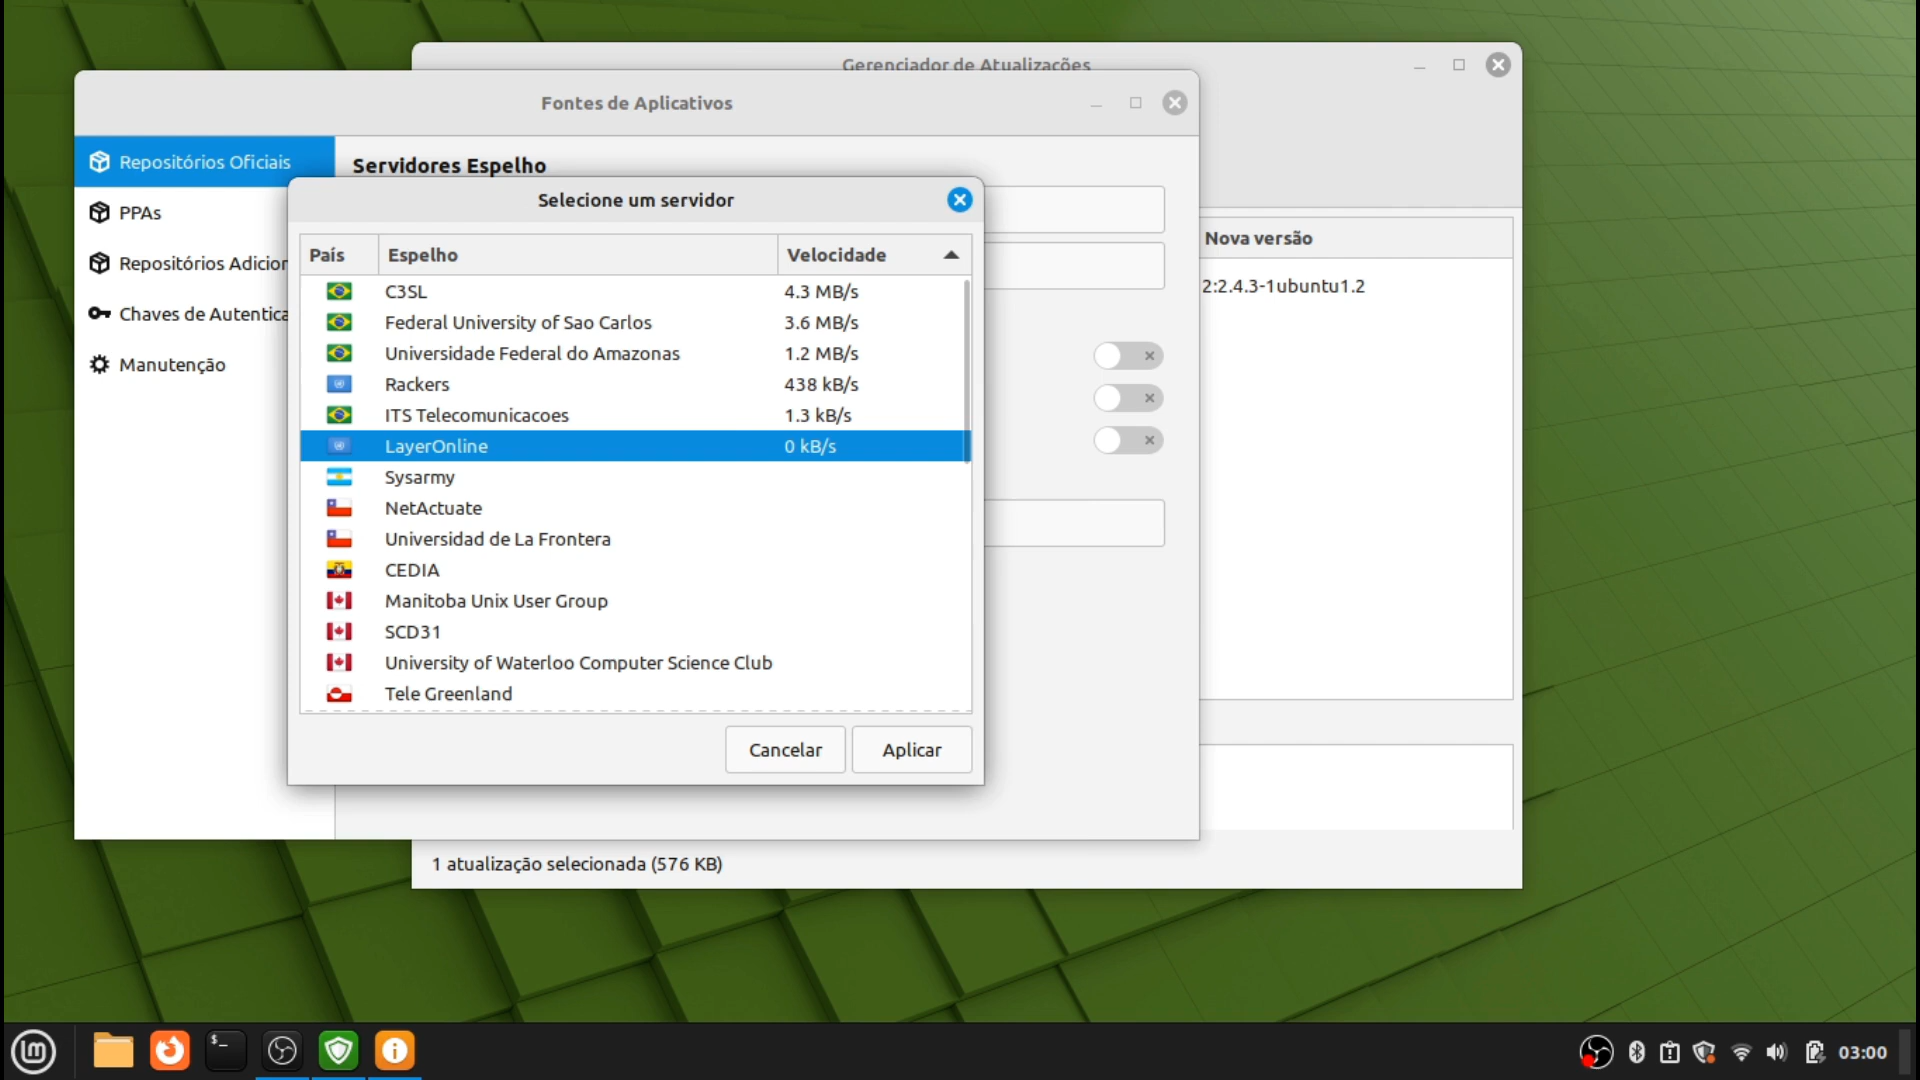 Gerenciador de Atualizações
Fontes de Aplicativos
Repositórios Oficiais
PPAs
Repositórios Adicior
Chaves de Autentica
Manutenção
Servidores Espelho
Selecione um servidor
País Espelho Velocidade
C3SL 4.3 MB/s
Federal University of Sao Carlos 3.6 MB/s
Universidade Federal do Amazonas 1.2 MB/s
Rackers 438 kB/s
ITS Telecomunicacoes 1.3 kB/s
LayerOnline 0 kB/s
Sysarmy
NetActuate
Universidad de La Frontera
CEDIA
Manitoba Unix User Group
SCD31
University of Waterloo Computer Science Club
Tele Greenland
Cancelar Aplicar
Nova versão
2:2.4.3-1ubuntu1.2
1 atualização selecionada (576 KB)
$_
03:00